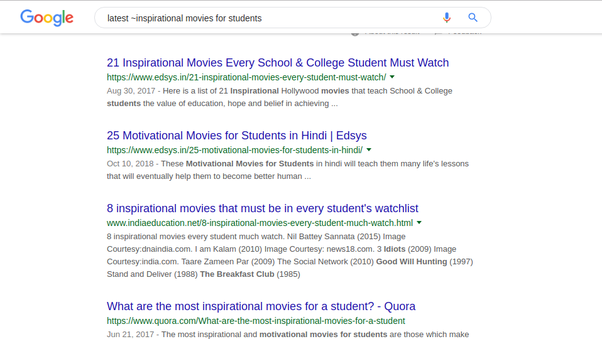 Google
latest ~inspirational movies for students
21 Inspirational Movies Every School & College Student Must Watch
https://www.edsys.in/21-inspirational-movies-every-student-must-watch/
Aug 30, 2017 - Here is a list of 21 Inspirational Hollywood movies that teach School & College
students the value of education, hope and belief in achieving ...
25 Motivational Movies for Students in Hindi | Edsys
https://www.edsys.in/25-motivational-movies-for-students-in-hindi/
Oct 10, 2018 - These Motivational Movies for Students in hindi will teach them many life's lessons
that will eventually help them to become better human ...
8 inspirational movies that must be in every student's watchlist
www.indiaeducation.net/8-inspirational-movies-every-student-much-watch.html
8 inspirational movies every student much watch. Nil Battey Sannata (2015) Image
Courtesy:dnaindia.com. I am Kalam (2010) Image Courtesy: news18.com. 3 Idiots (2009) Image
Courtesy:india.com. Taare Zameen Par (2009) The Social Network (2010) Good Will Hunting (1997)
Stand and Deliver (1988) The Breakfast Club (1985)
What are the most inspirational movies for a student? - Quora
https://www.quora.com/What-are-the-most-inspirational-movies-for-a-student
Jun 21, 2017 - The most inspirational and motivational movies for students are those which make